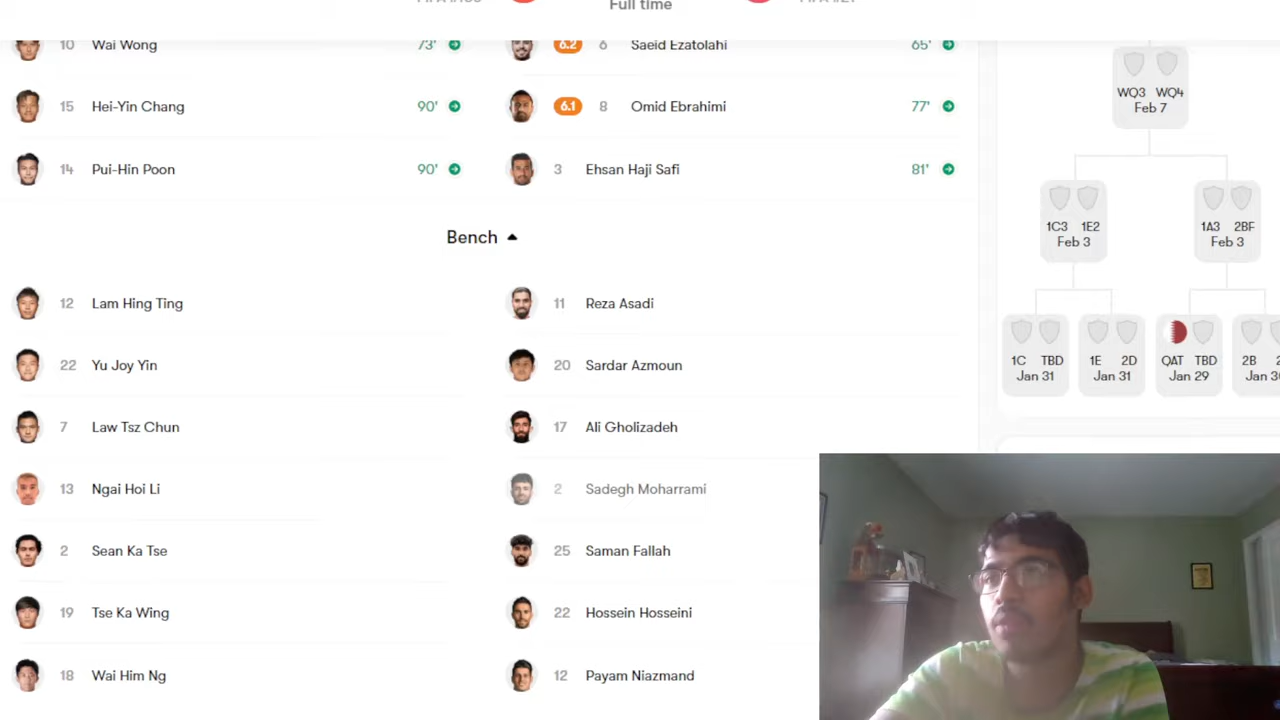 Full time
10 Wai Wong 73'
6.2 6 Saeid Ezatolahi 65'
15 Hei-Yin Chang 90'
6.1 8 Omid Ebrahimi 77'
14 Pui-Hin Poon 90'
3 Ehsan Haji Safi 81'
Bench
12 Lam Hing Ting
11 Reza Asadi
22 Yu Joy Yin
20 Sardar Azmoun
7 Law Tsz Chun
17 Ali Gholizadeh
13 Ngai Hoi Li
2 Sadegh Moharrami
2 Sean Ka Tse
25 Saman Fallah
19 Tse Ka Wing
22 Hossein Hosseini
18 Wai Him Ng
12 Payam Niazmand
WQ3 WQ4
Feb 7
1C3 1E2
Feb 3
1A3 2BF
Feb 3
1C TBD
Jan 31
1E 2D
Jan 31
QAT TBD
Jan 29
2B